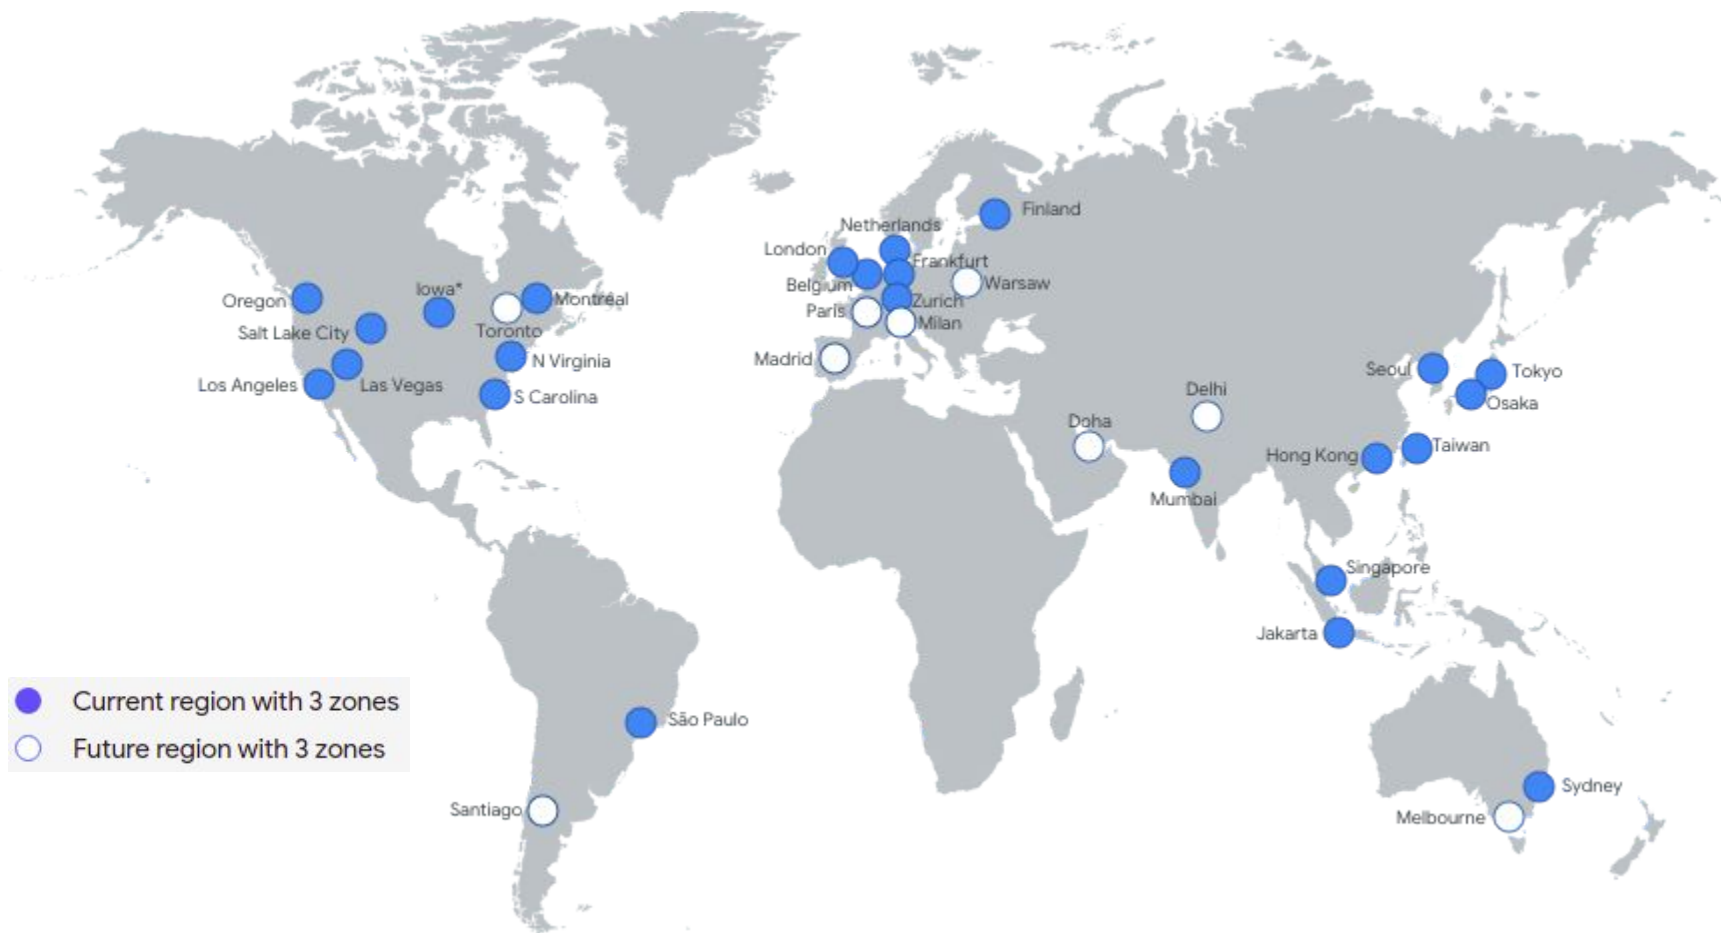 Finland
Netherlands
London
Frankfurt
Belgium
Warsaw
Zurich
Paris
Milan
Madrid
Oregon
Iowa*
Montréal
Salt Lake City
Toronto
N Virginia
Los Angeles
Las Vegas
S Carolina
Seoul
Tokyo
Osaka
Delhi
Doha
Taiwan
Hong Kong
Mumbai
Singapore
Jakarta
Current region with 3 zones
Future region with 3 zones
São Paulo
Santiago
Sydney
Melbourne